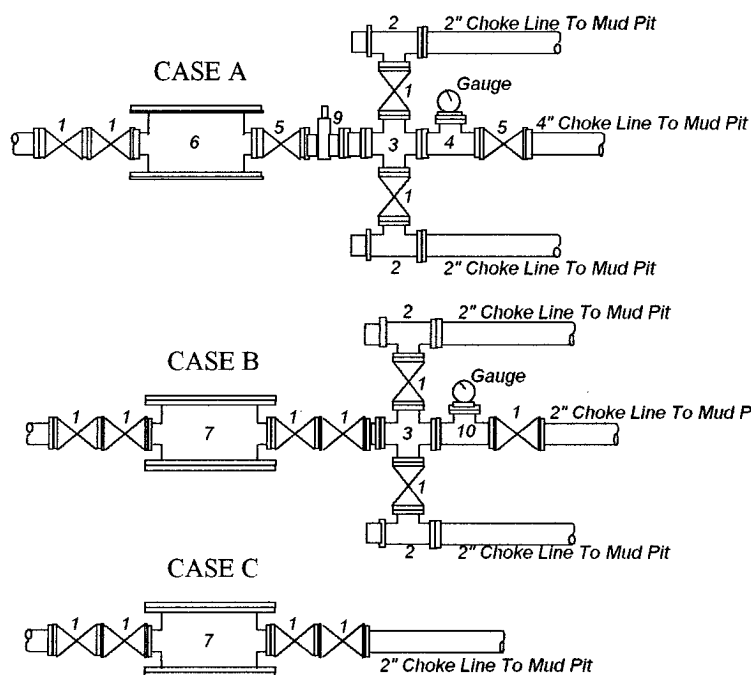 2 2" Choke Line To Mud Pit
CASE A
1
Gauge
1 1 6 5 9 3 4 5 4" Choke Line To Mud Pit
1
2 2" Choke Line To Mud Pit
2 2" Choke Line To Mud Pit
CASE B
1
Gauge
1 1 7 1 1 3 10 1 2" Choke Line To Mud P
1
2 2" Choke Line To Mud Pit
CASE C
1 1 7 1 1
2" Choke Line To Mud Pit